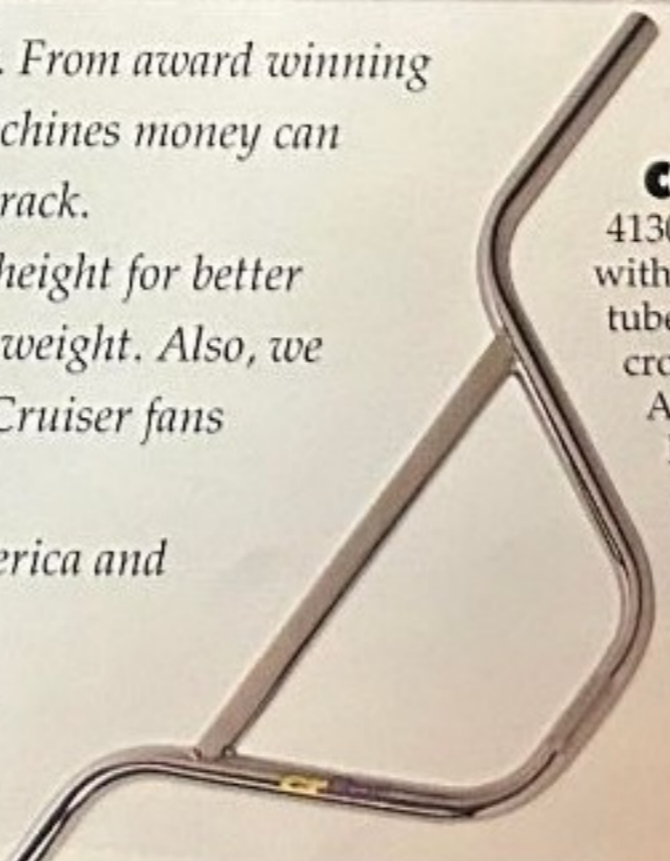 . From award winning
chines money can
rack.
height for better
weight. Also, we
Cruiser fans
erica and
C
4130
with
tube
cro
A